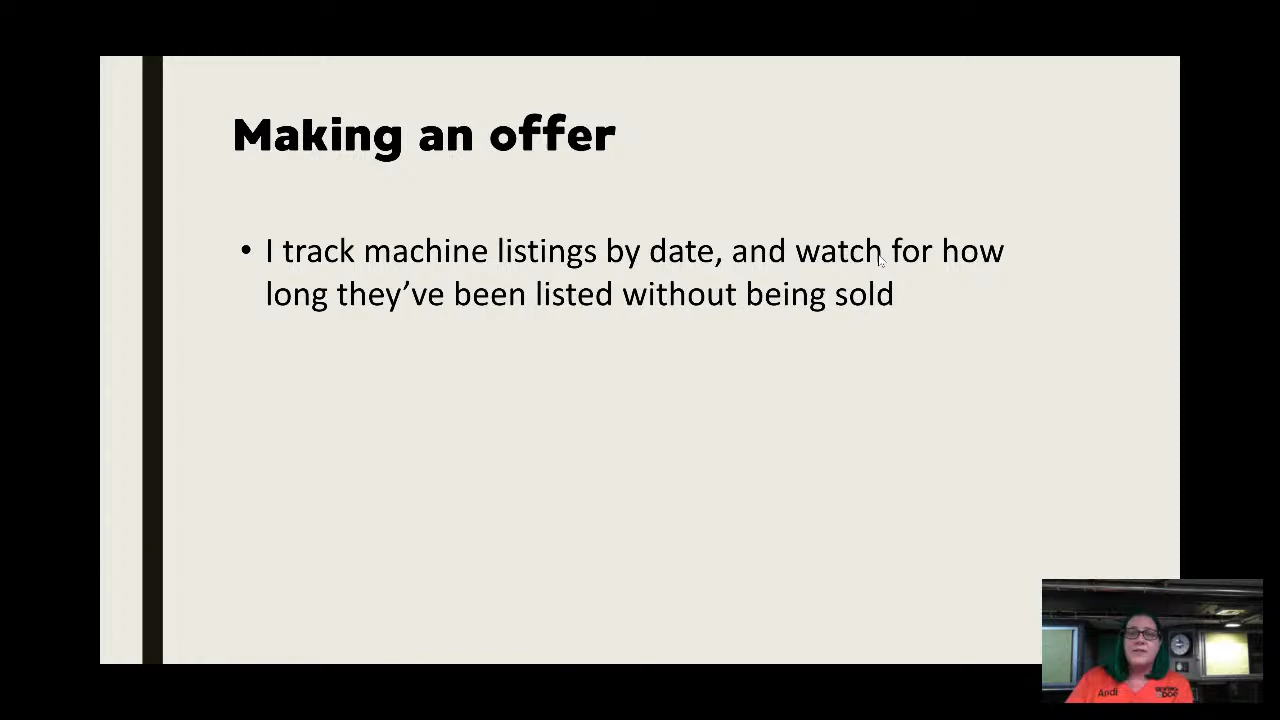 Making an offer
• I track machine listings by date, and watch for how
long they’ve been listed without being sold
Andi